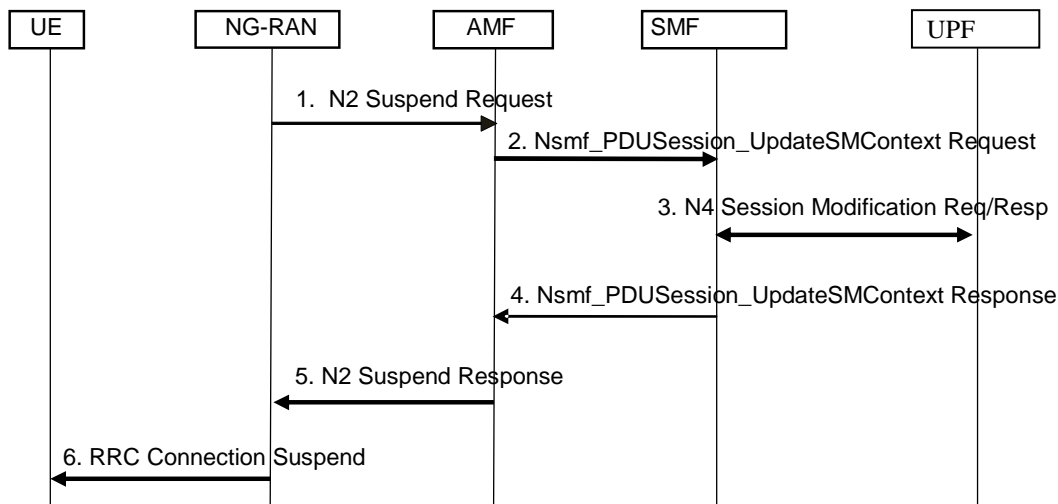 UE
NG-RAN
AMF
SMF
UPF
1. N2 Suspend Request
2. Nsmf_PDUSession_UpdateSMContext Request
3. N4 Session Modification Req/Resp
4. Nsmf_PDUSession_UpdateSMContext Response
5. N2 Suspend Response
6. RRC Connection Suspend